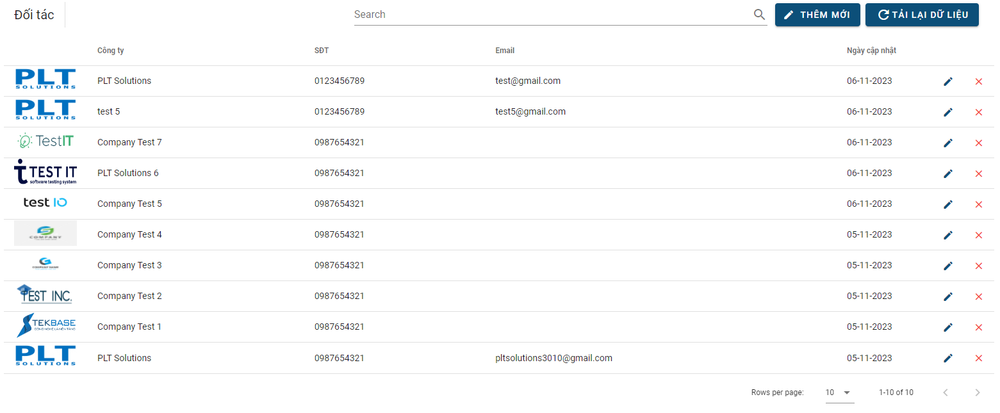 Đối tác
Search
THÊM MỚI
TẢI LẠI DỮ LIỆU
Công ty SĐT Email Ngày cập nhật
PLT SOLUTIONS PLT Solutions 0123456789 test@gmail.com 06-11-2023
PLT SOLUTIONS test 5 0123456789 test5@gmail.com 06-11-2023
TestIT Company Test 7 0987654321 06-11-2023
TEST IT software testing system PLT Solutions 6 0987654321 06-11-2023
test IO Company Test 5 0987654321 06-11-2023
COMPANY Company Test 4 0987654321 05-11-2023
COMPANY NAME Company Test 3 0987654321 05-11-2023
TEST INC. Company Test 2 0987654321 05-11-2023
TEKBASE CÔNG NGHỆ LÀ NỀN TẢNG Company Test 1 0987654321 05-11-2023
PLT SOLUTIONS PLT Solutions 0987654321 pltsolutions3010@gmail.com 05-11-2023
Rows per page: 10 1-10 of 10